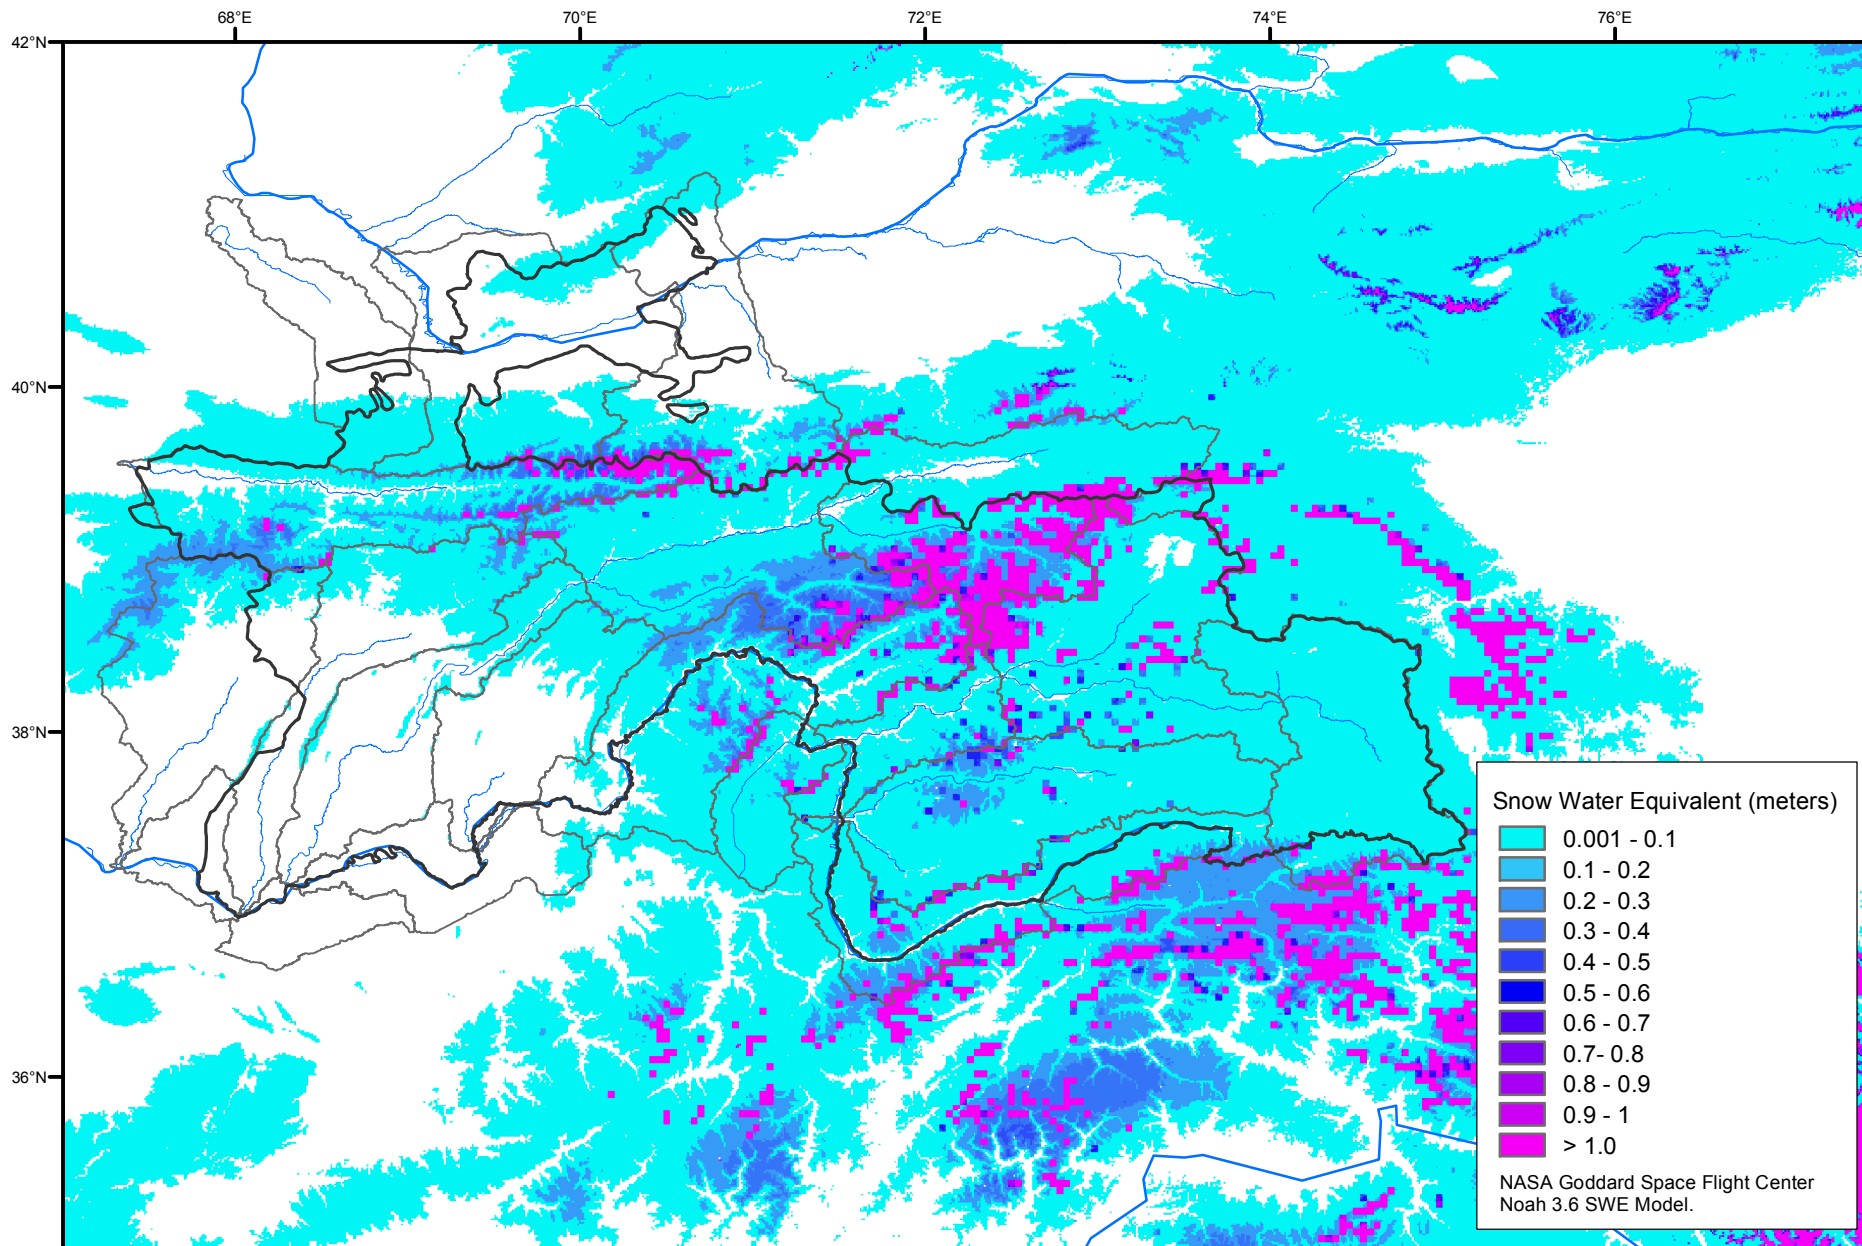 68°E 70°E 72°E 74°E 76°E
42°N
40°N
38°N
36°N
Snow Water Equivalent (meters)
0.001 - 0.1
0.1 - 0.2
0.2 - 0.3
0.3 - 0.4
0.4 - 0.5
0.5 - 0.6
0.6 - 0.7
0.7- 0.8
0.8 - 0.9
0.9 - 1
> 1.0
NASA Goddard Space Flight Center
Noah 3.6 SWE Model.